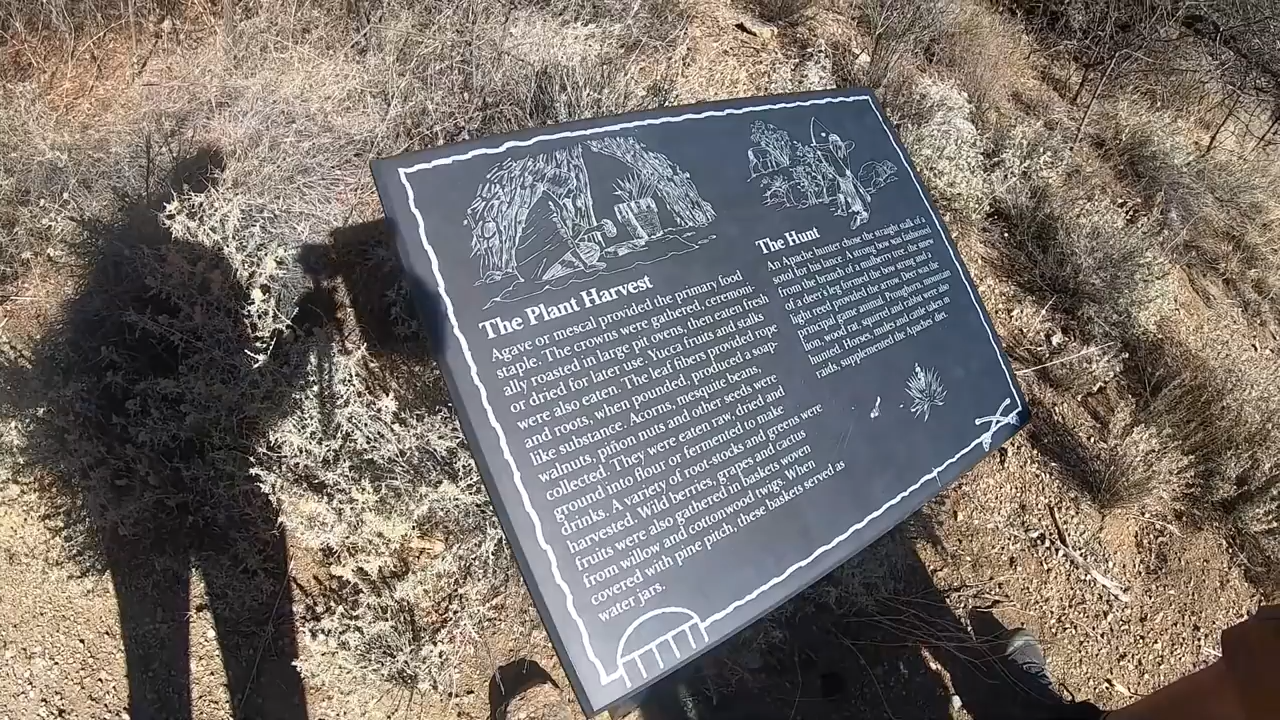 The Plant Harvest
Agave or mescal provided the primary food
staple. The crowns were gathered, ceremoni-
ally roasted in large pit ovens, then eaten fresh
or dried for later use. Yucca fruits and stalks
were also eaten. The leaf fibers provided rope
and roots, when pounded, produced a soap-
like substance. Acorns, mesquite beans,
walnuts, piñon nuts and other seeds were
collected. They were eaten raw, dried and
ground into flour or fermented to make
drinks. A variety of root-stocks and greens were
harvested. Wild berries, grapes and cactus
fruits were also gathered in baskets woven
from willow and cottonwood twigs. When
covered with pine pitch, these baskets served as
water jars.
The Hunt
An Apache hunter chose the straight stalk of a
sotol for his lance. A strong bow was fashioned
from the branch of a mulberry tree, the sinew
of a deer's leg formed the bow string and a
light reed provided the arrow. Deer was the
principal game animal. Pronghorn, mountain
lion, wood rat, squirrel and rabbit were also
hunted. Horses, mules and cattle, taken in
raids, supplemented the Apaches' diet.